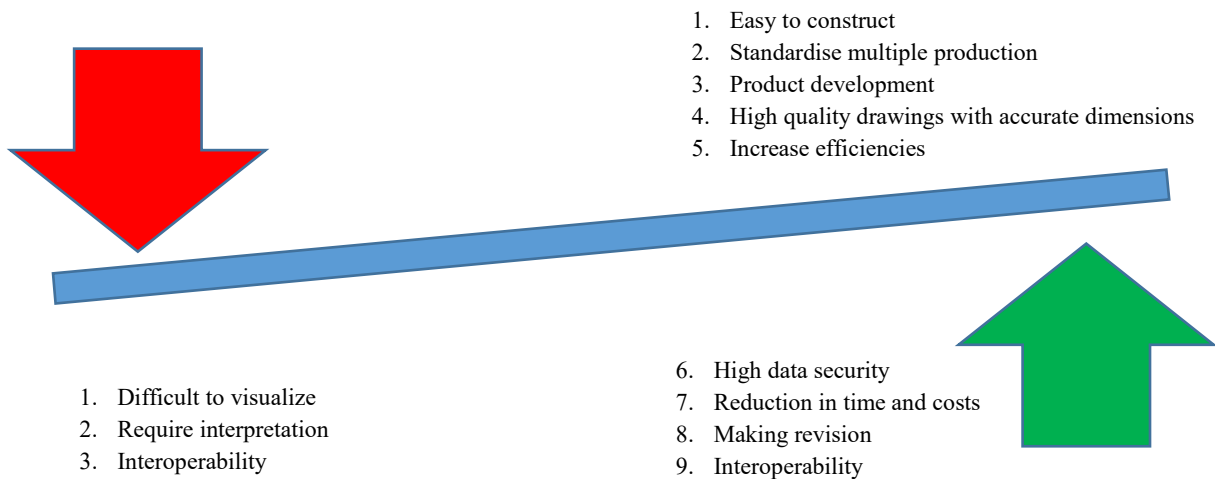 1. Easy to construct
2. Standardise multiple production
3. Product development
4. High quality drawings with accurate dimensions
5. Increase efficiencies
1. Difficult to visualize
2. Require interpretation
3. Interoperability
6. High data security
7. Reduction in time and costs
8. Making revision
9. Interoperability